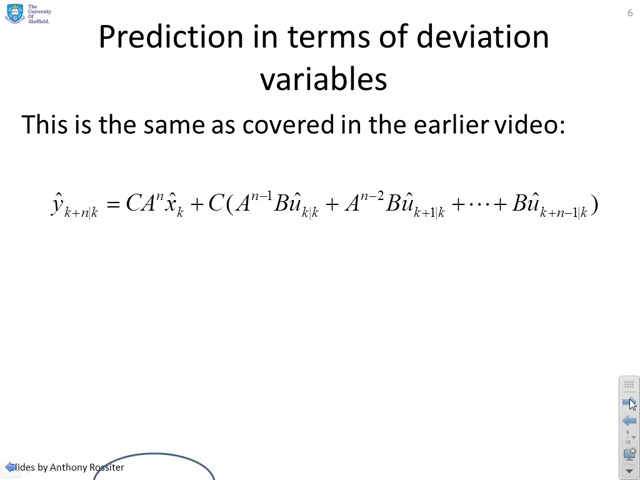 The
University
Of
Sheffield.
6
Prediction in terms of deviation
variables
This is the same as covered in the earlier video:
ŷ_{k+n|k} = CA^n x̂_k + C(A^{n−1}Bû_{k|k} + A^{n−2}Bû_{k+1|k} + ⋯ + Bû_{k+n−1|k})
lides by Anthony Rossiter